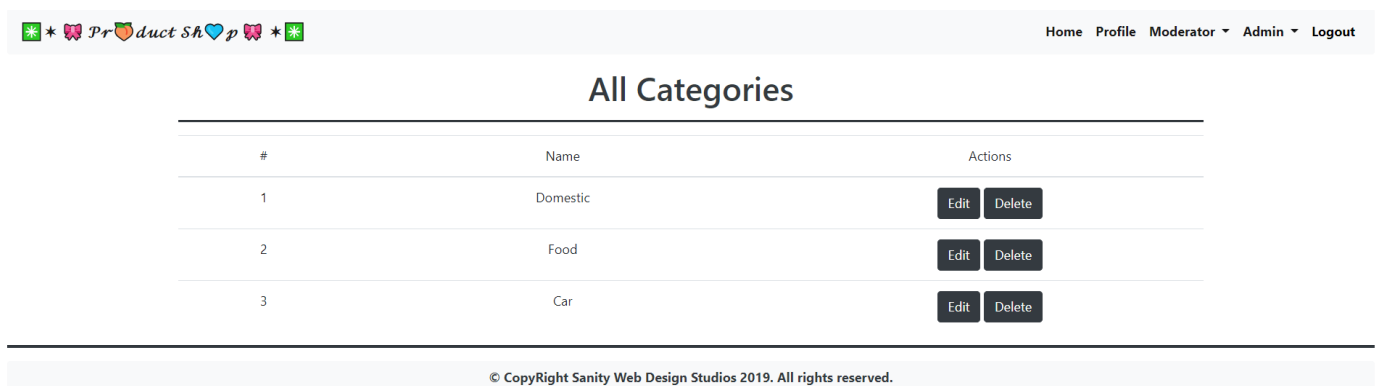 ✳✶ 🎀 𝒫𝓇🍑𝒹𝓊𝒸𝓉 𝒮𝒽💙𝓅 🎀 ✶✳ Home Profile Moderator Admin Logout
All Categories
# Name Actions
1 Domestic Edit Delete
2 Food Edit Delete
3 Car Edit Delete
© CopyRight Sanity Web Design Studios 2019. All rights reserved.